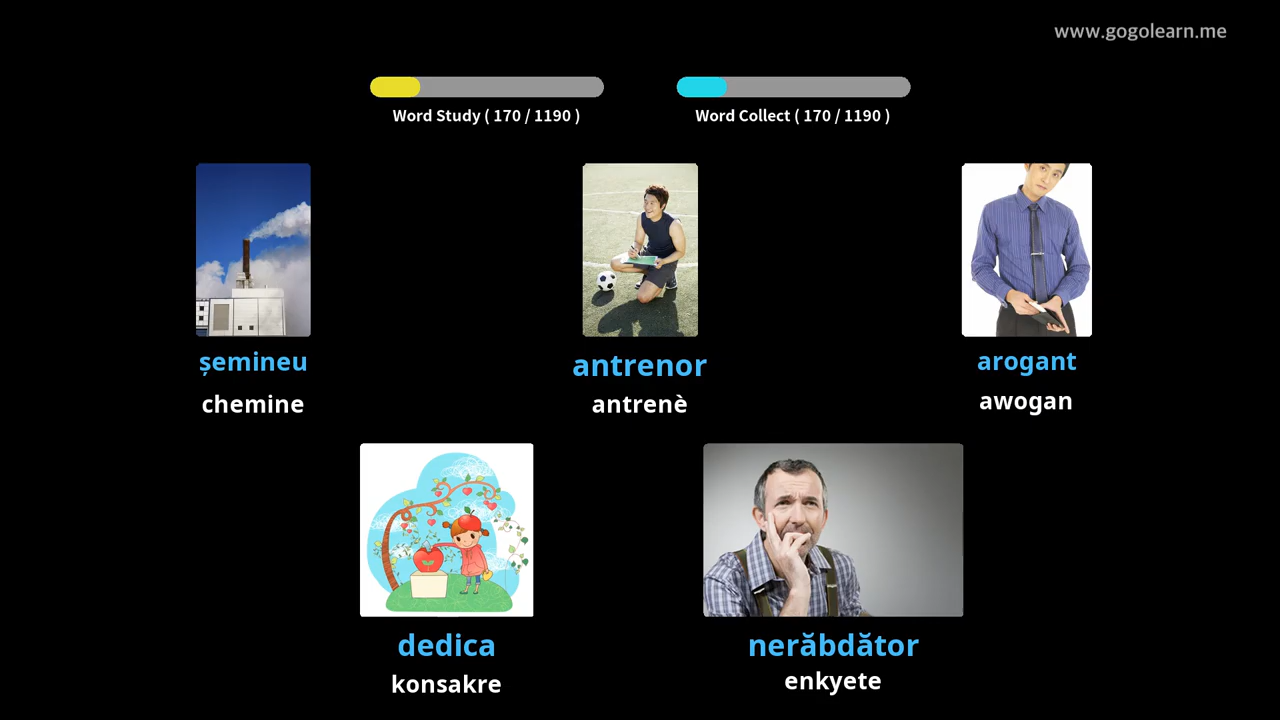 www.gogolearn.me
Word Study ( 170 / 1190 )
Word Collect ( 170 / 1190 )
șemineu
chemine
antrenor
antrenè
arogant
awogan
dedica
konsakre
nerăbdător
enkyete